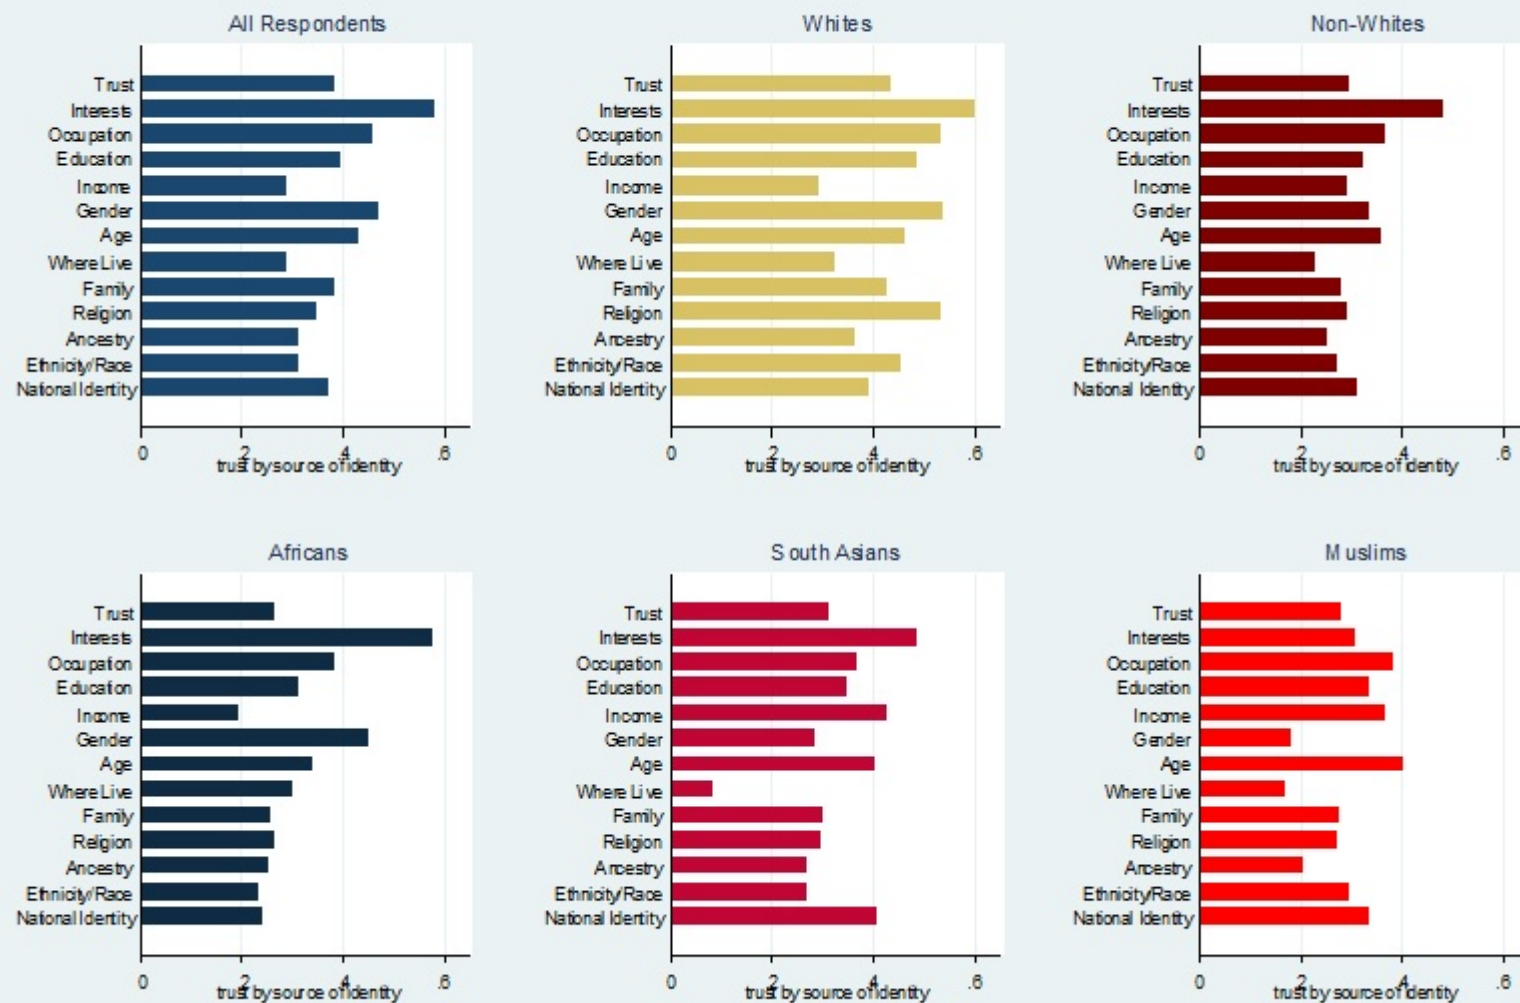 All Respondents
Trust
Interests
Occupation
Education
Income
Gender
Age
Where Live
Family
Religion
Ancestry
Ethnicity/Race
National Identity
0 .2 .4 .6
trust by source of identity
Whites
Trust
Interests
Occupation
Education
Income
Gender
Age
Where Live
Family
Religion
Ancestry
Ethnicity/Race
National Identity
0 .2 .4 .6
trust by source of identity
Non-Whites
Trust
Interests
Occupation
Education
Income
Gender
Age
Where Live
Family
Religion
Ancestry
Ethnicity/Race
National Identity
0 .2 .4 .6
trust by source of identity
Africans
Trust
Interests
Occupation
Education
Income
Gender
Age
Where Live
Family
Religion
Ancestry
Ethnicity/Race
National Identity
0 .2 .4 .6
trust by source of identity
South Asians
Trust
Interests
Occupation
Education
Income
Gender
Age
Where Live
Family
Religion
Ancestry
Ethnicity/Race
National Identity
0 .2 .4 .6
trust by source of identity
Muslims
Trust
Interests
Occupation
Education
Income
Gender
Age
Where Live
Family
Religion
Ancestry
Ethnicity/Race
National Identity
0 .2 .4 .6
trust by source of identity